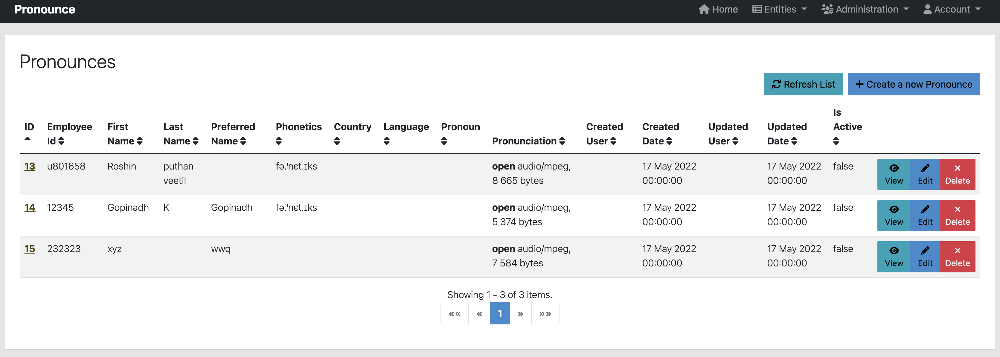 Pronounce
Home Entities Administration Account
Pronounces
Refresh List + Create a new Pronounce
ID Employee Id First Name Last Name Preferred Name Phonetics Country Language Pronoun Pronunciation Created User Created Date Updated User Updated Date Is Active
13 u801658 Roshin puthan veetil fə.'nɛt.ɪks open audio/mpeg, 8 665 bytes 17 May 2022 00:00:00 17 May 2022 00:00:00 false View Edit Delete
14 12345 Gopinadh K Gopinadh fə.'nɛt.ɪks open audio/mpeg, 5 374 bytes 17 May 2022 00:00:00 17 May 2022 00:00:00 false View Edit Delete
15 232323 xyz wwq open audio/mpeg, 7 584 bytes 17 May 2022 00:00:00 17 May 2022 00:00:00 false View Edit Delete
Showing 1 - 3 of 3 items.
«« « 1 » »»